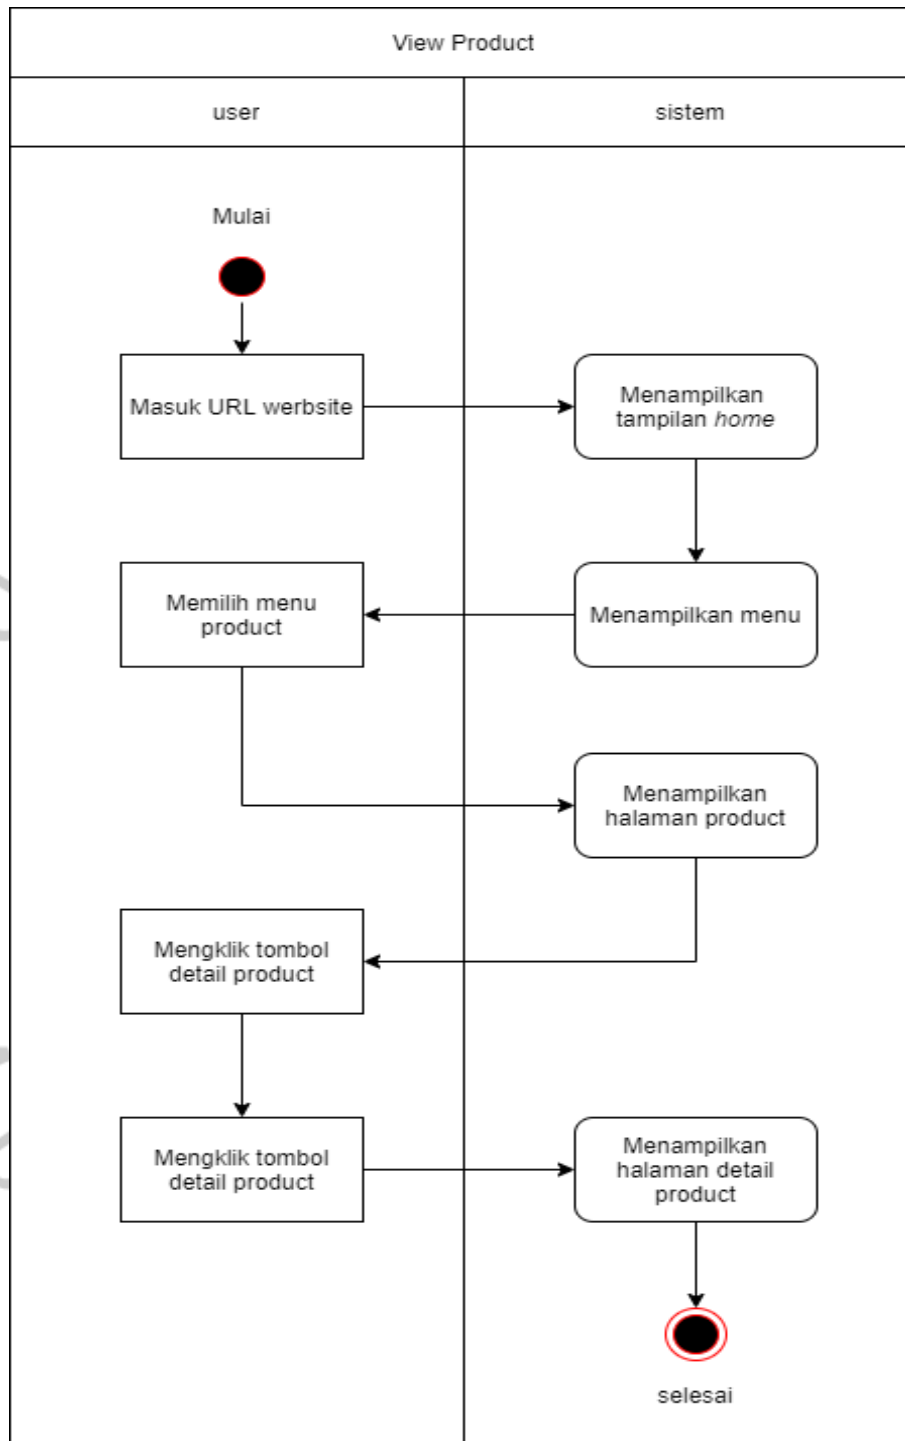 View Product
user
sistem
Mulai
Masuk URL werbsite
Menampilkan
tampilan home
Menampilkan menu
Memilih menu
product
Menampilkan
halaman product
Mengklik tombol
detail product
Mengklik tombol
detail product
Menampilkan
halaman detail
product
selesai